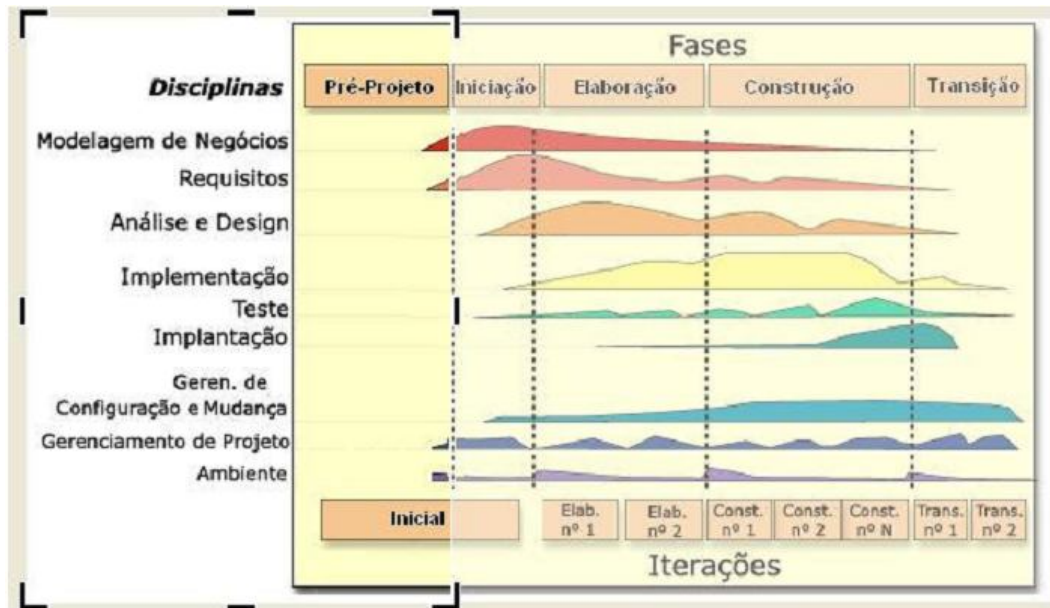 Fases
Disciplinas
Pré-Projeto
Iniciação
Elaboração
Construção
Transição
Modelagem de Negócios
Requisitos
Análise e Design
Implementação
Teste
Implantação
Geren. de
Configuração e Mudança
Gerenciamento de Projeto
Ambiente
Inicial
Elab.
nº 1
Elab.
nº 2
Const.
nº 1
Const.
nº 2
Const.
nº N
Trans.
nº 1
Trans.
nº 2
Iterações